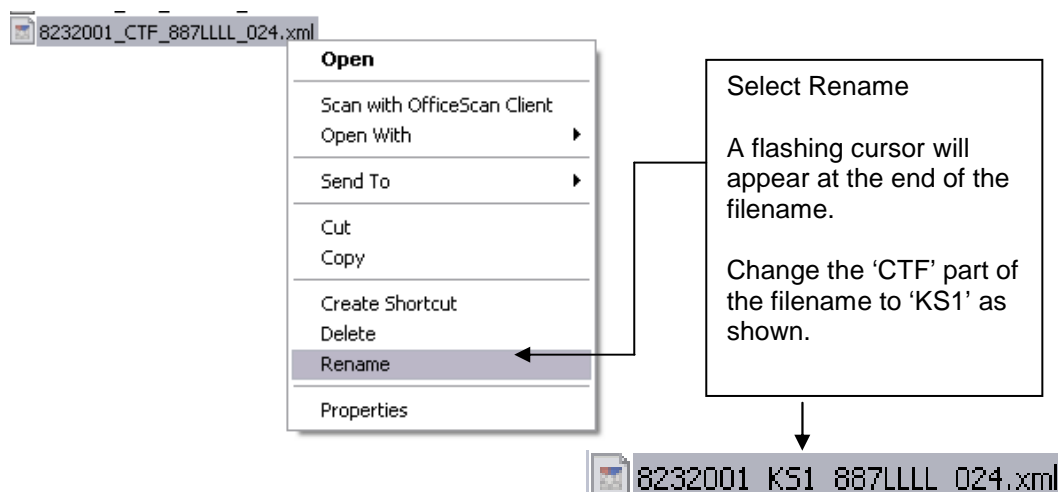 8232001_CTF_887LLLL_024.xml
Open
Scan with OfficeScan Client
Open With
Send To
Cut
Copy
Create Shortcut
Delete
Rename
Properties
Select Rename
A flashing cursor will
appear at the end of the
filename.
Change the ‘CTF’ part of
the filename to ‘KS1’ as
shown.
8232001_KS1_887LLLL_024.xml